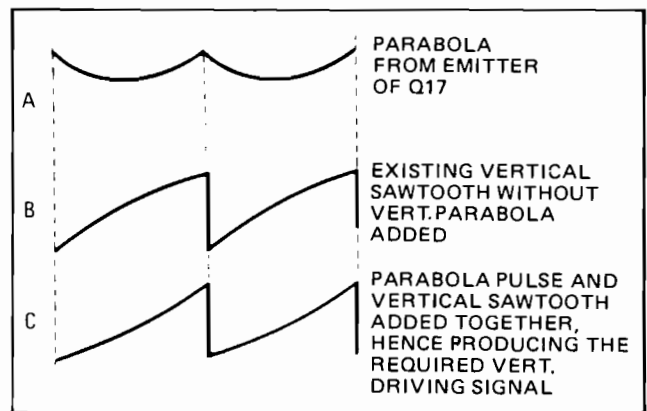 PARABOLA
FROM EMITTER
OF Q17
A
EXISTING VERTICAL
SAWTOOTH WITHOUT
VERT. PARABOLA
ADDED
B
PARABOLA PULSE AND
VERTICAL SAWTOOTH
ADDED TOGETHER,
HENCE PRODUCING THE
REQUIRED VERT.
DRIVING SIGNAL
C